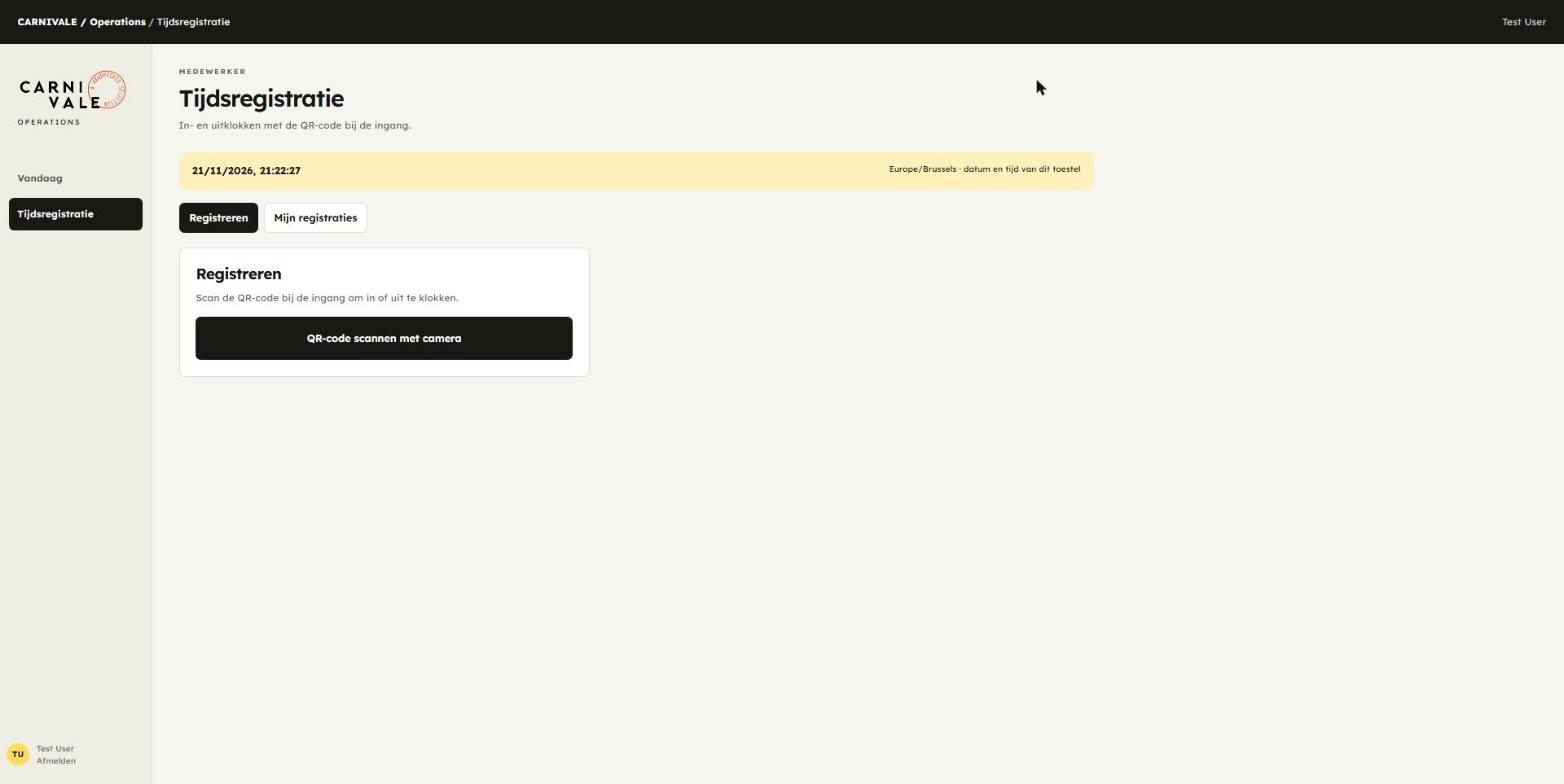 CARNIVALE / Operations / Tijdsregistratie
Test User
CARNI
VALE
OPERATIONS
Vandaag
Tijdsregistratie
MEDEWERKER
Tijdsregistratie
In- en uitklokken met de QR-code bij de ingang.
21/11/2026, 21:22:27
Europe/Brussels · datum en tijd van dit toestel
Registreren
Mijn registraties
Registreren
Scan de QR-code bij de ingang om in of uit te klokken.
QR-code scannen met camera
TU
Test User
Afmelden